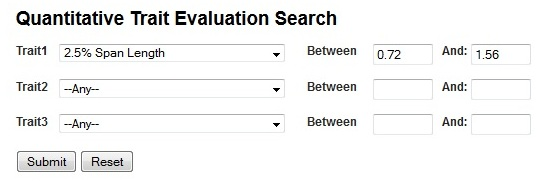 Quantitative Trait Evaluation Search
Trait1 2.5% Span Length Between 0.72 And: 1.56
Trait2 --Any-- Between And:
Trait3 --Any-- Between And:
Submit Reset